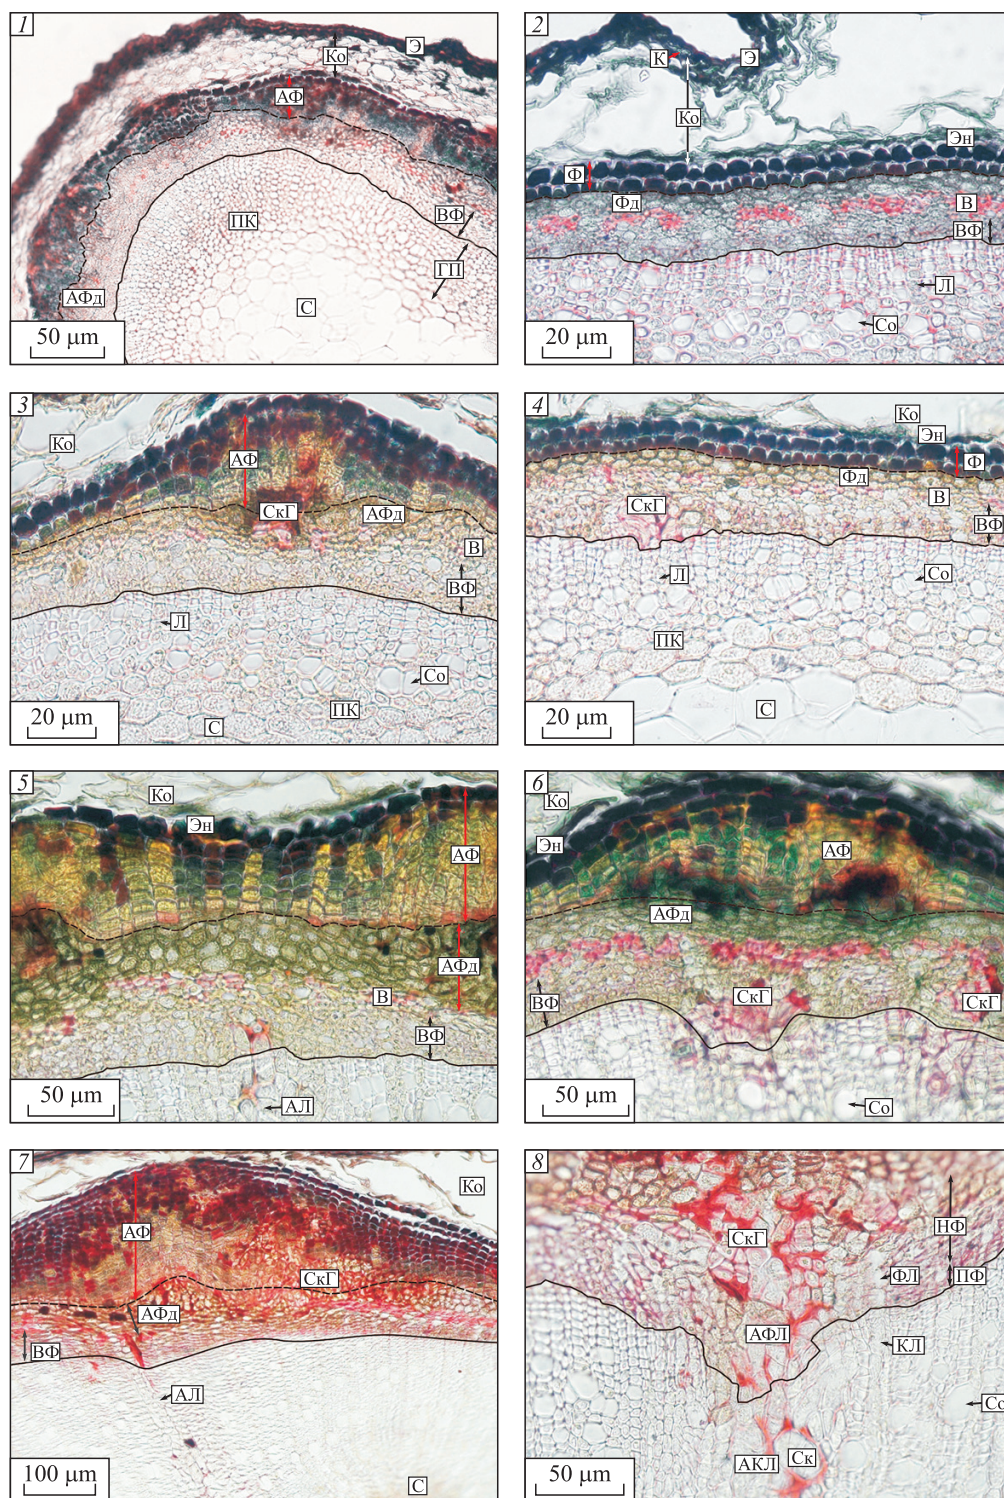 1
Э
Ко
АФ
ВФ
ПК
ГП
АФд
С
50 μm
2
К
Э
Ко
Эн
Ф
Фд
В
ВФ
Л
Со
20 μm
3
Ко
АФ
СкГ
АФд
В
ВФ
Л
Со
ПК
С
20 μm
4
Ко
Эн
Ф
Фд
В
СкГ
ВФ
Л
Со
ПК
С
20 μm
5
Ко
Эн
АФ
АФд
В
ВФ
АЛ
50 μm
6
Ко
Эн
АФ
АФд
ВФ
СкГ
СкГ
Со
50 μm
7
Ко
АФ
СкГ
АФд
ВФ
АЛ
С
100 μm
8
СкГ
НФ
ФЛ
ПФ
АФЛ
КЛ
Со
АКЛ
Ск
50 μm